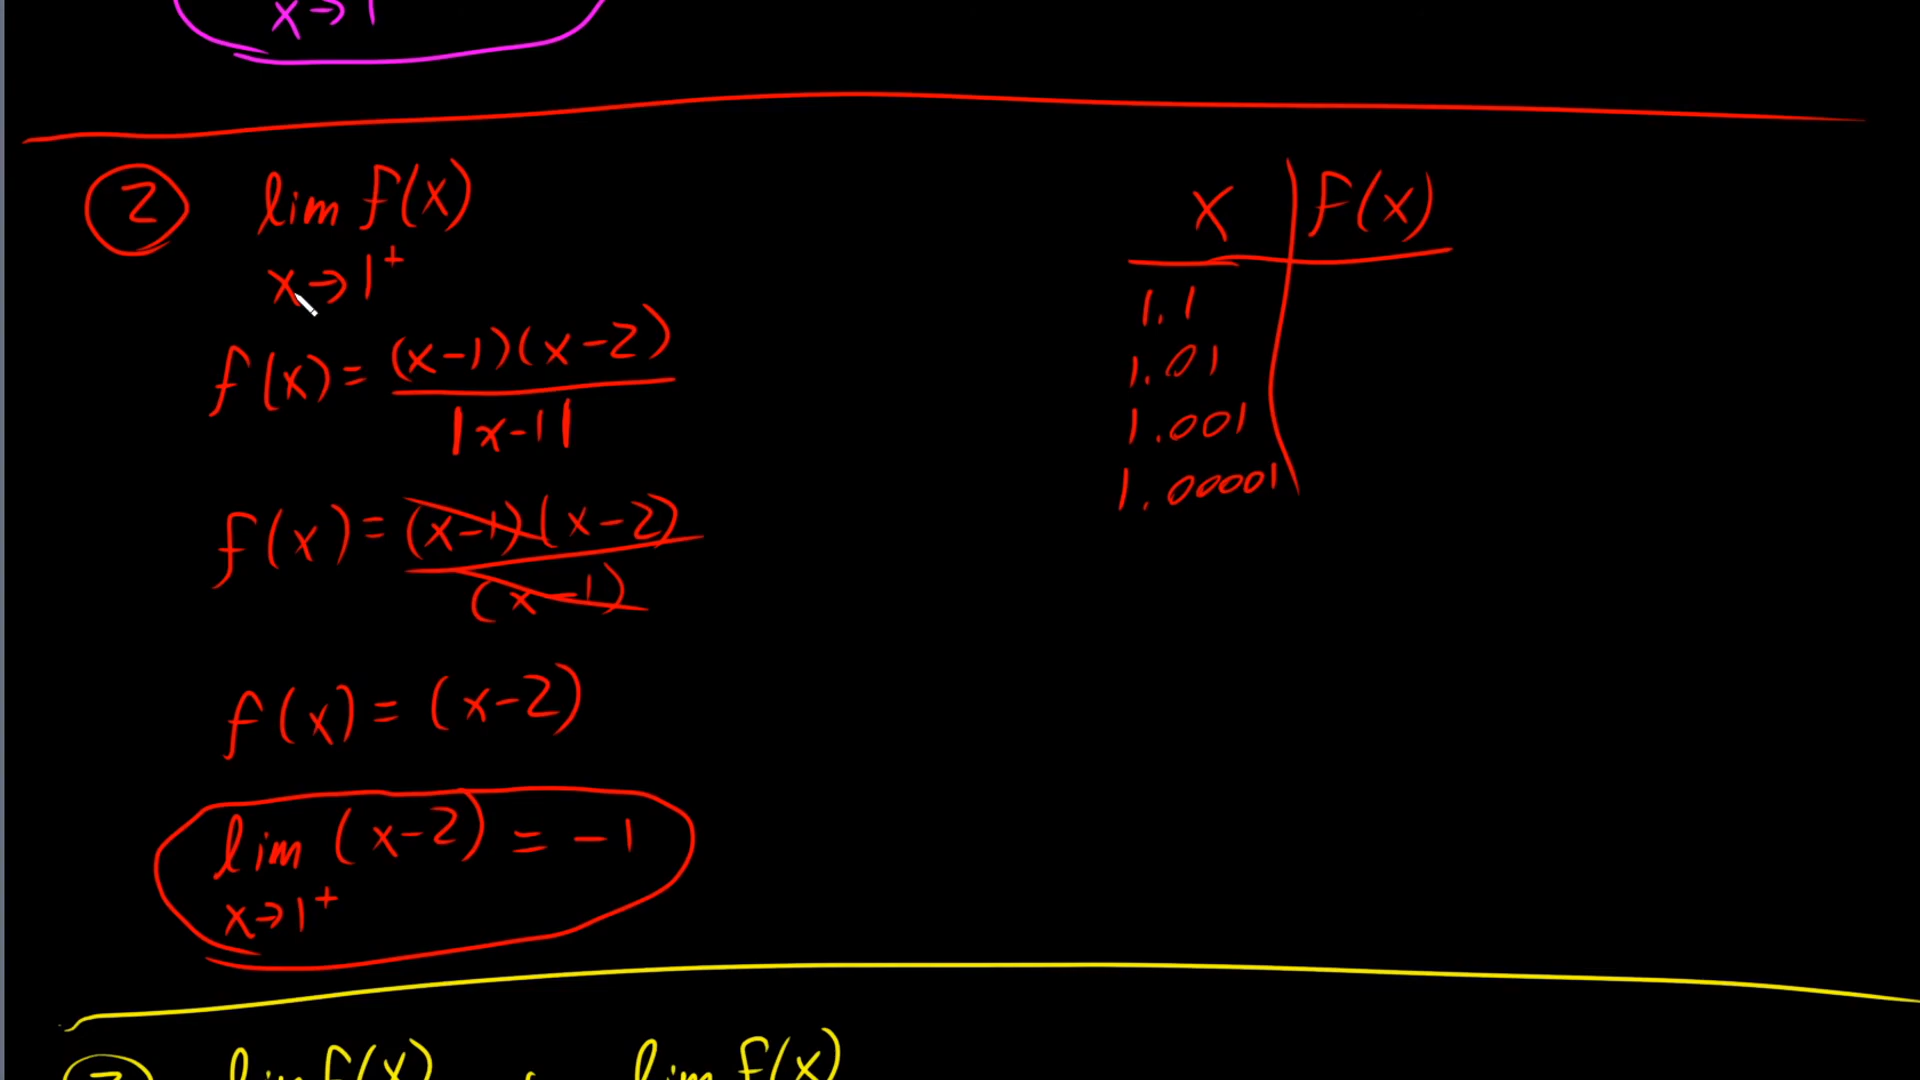 x→1
② lim f(x)
x→1⁺
f(x) = (x-1)(x-2)
|x-1|
f(x) = (x-1)(x-2)
(x-1)
f(x) = (x-2)
lim (x-2) = -1
x→1⁺
x | f(x)
1.1
1.01
1.001
1.00001
lim f(x) lim f(x)